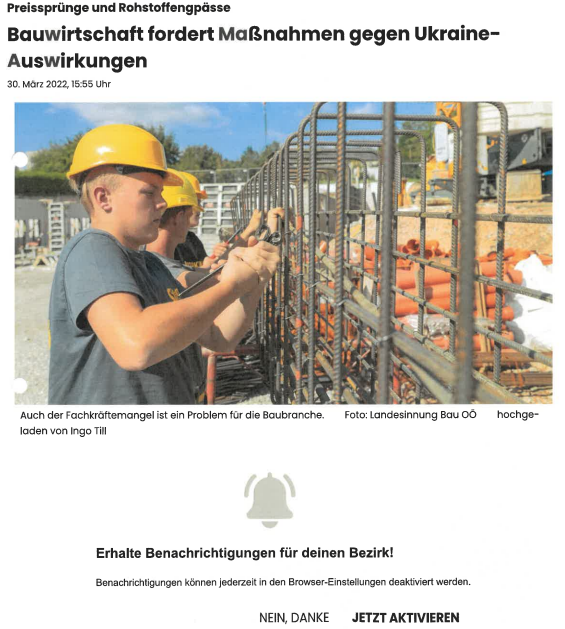 Preissprünge und Rohstoffengpässe
Bauwirtschaft fordert Maßnahmen gegen Ukraine-
Auswirkungen
30. März 2022, 15:55 Uhr
Auch der Fachkräftemangel ist ein Problem für die Baubranche. Foto: Landesinnung Bau OÖ hochge-
laden von Ingo Till
Erhalte Benachrichtigungen für deinen Bezirk!
Benachrichtigungen können jederzeit in den Browser-Einstellungen deaktiviert werden.
NEIN, DANKE JETZT AKTIVIEREN